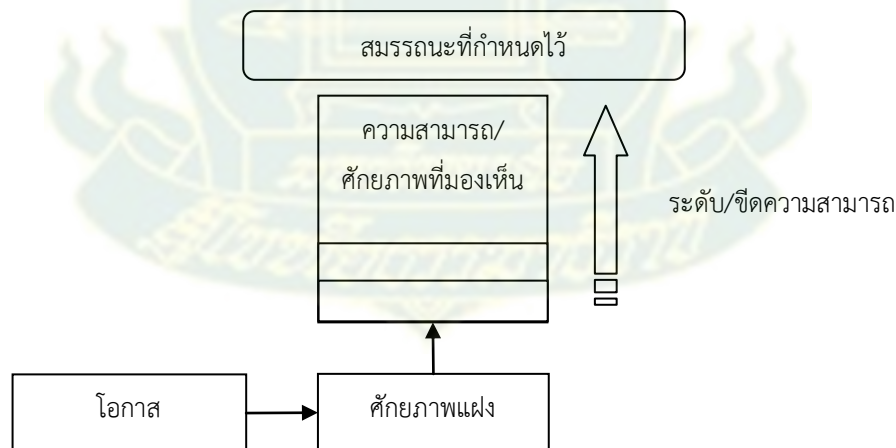 สมรรถนะที่กำหนดไว้
ความสามารถ/
ศักยภาพที่มองเห็น
ระดับ/ขีดความสามารถ
โอกาส
ศักยภาพแฝง